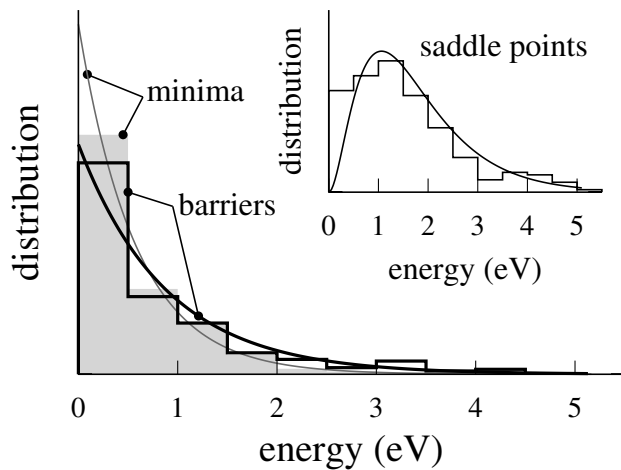 distribution
minima
barriers
0 1 2 3 4 5
energy (eV)
distribution
saddle points
0 1 2 3 4 5
energy (eV)